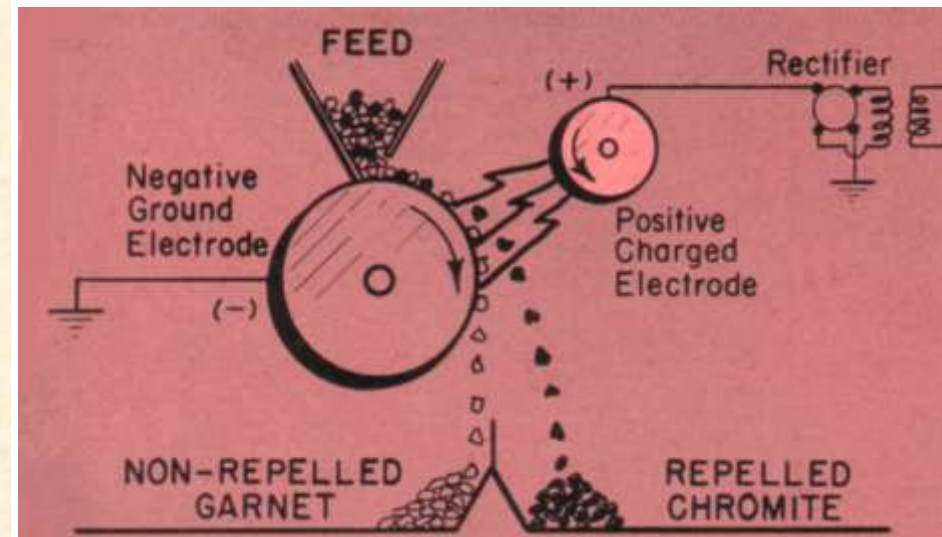 FEED
(+)
Rectifier
Negative
Ground
Electrode
(-)
Positive
Charged
Electrode
NON-REPELLED
GARNET
REPELLED
CHROMITE